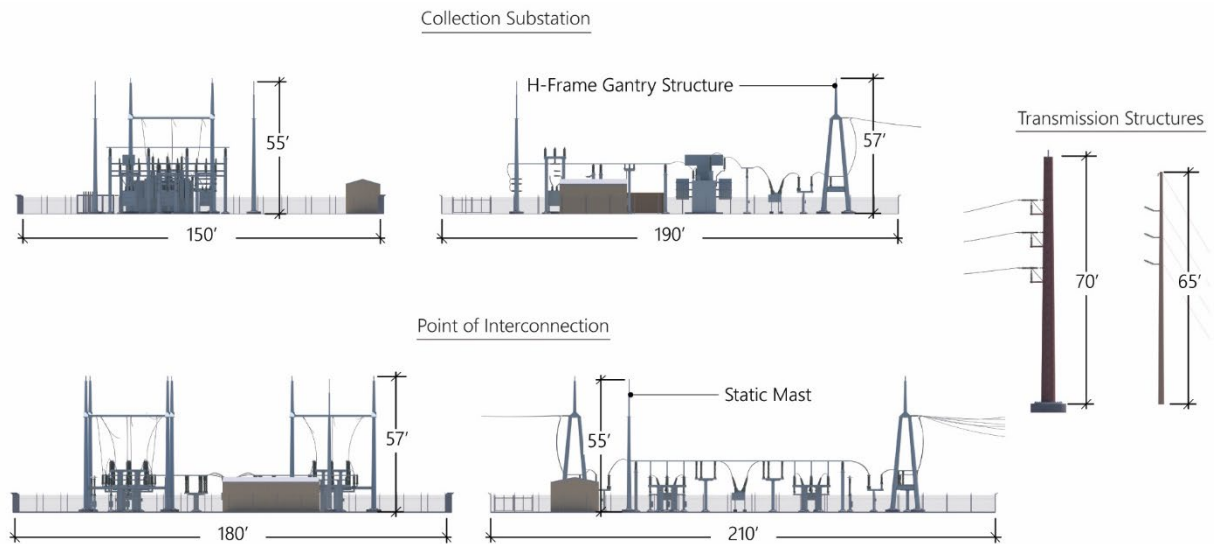 Collection Substation
H-Frame Gantry Structure
55′
57′
150′
190′
Transmission Structures
70′
65′
Point of Interconnection
Static Mast
57′
55′
180′
210′